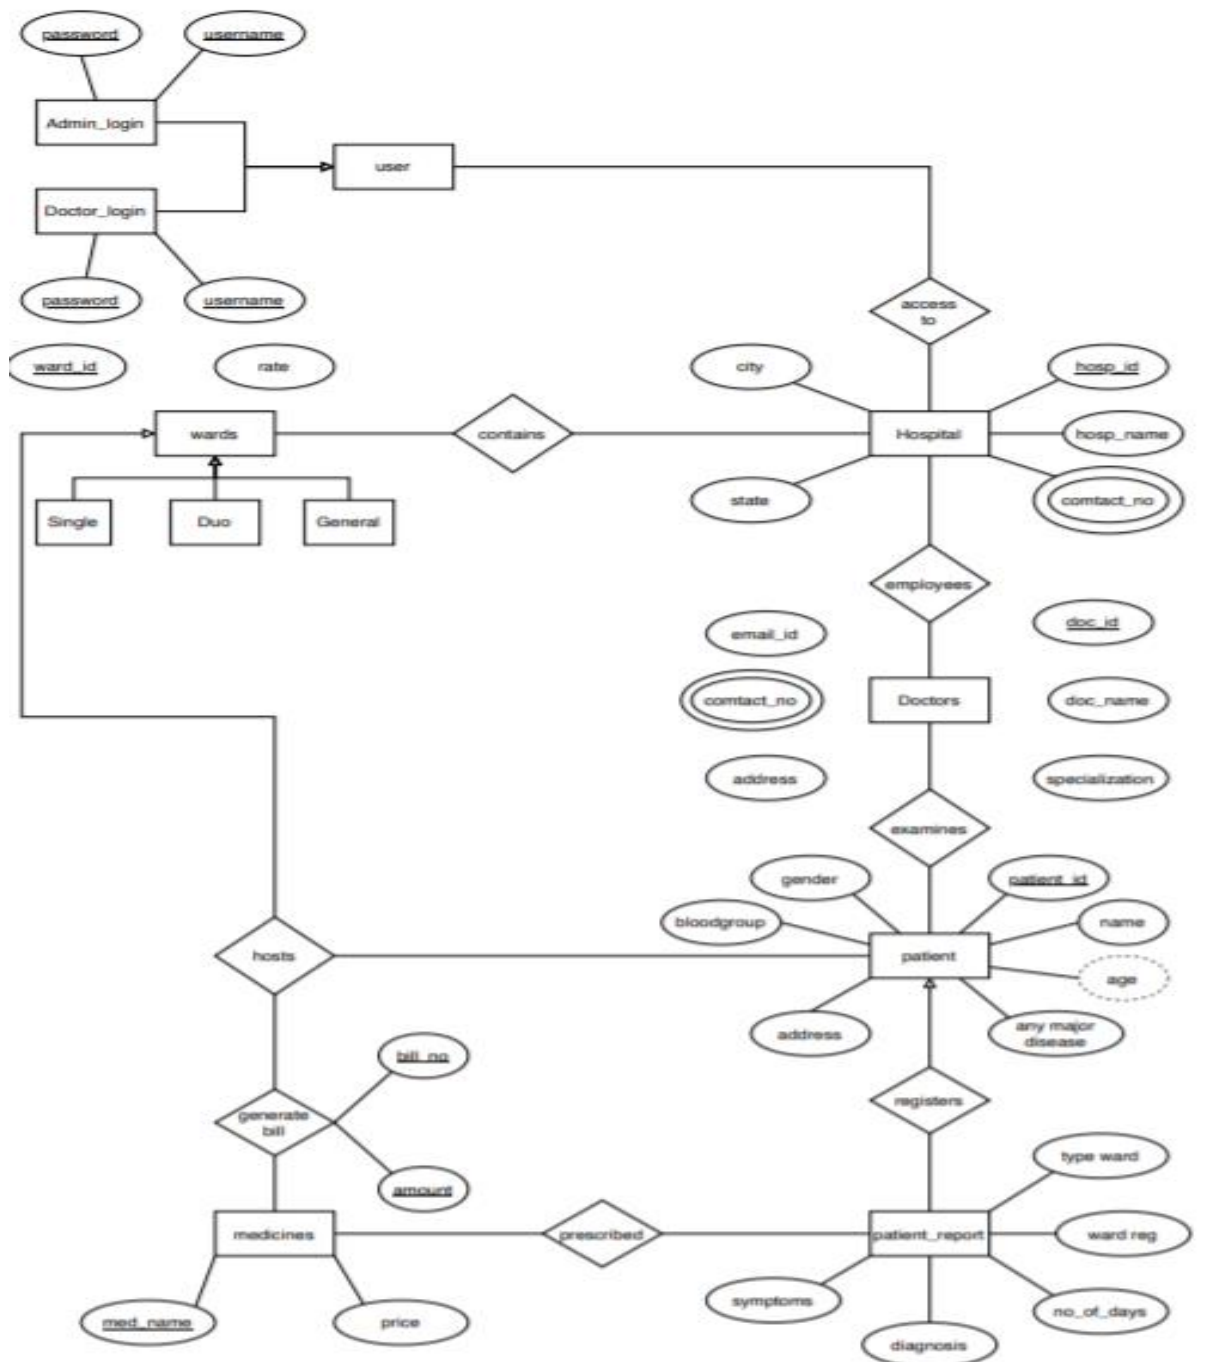 password
username
Admin_login
user
Doctor_login
password
username
access
to
ward_id
rate
city
hosp_id
wards
contains
Hospital
hosp_name
state
comtact_no
Single
Duo
General
employees
email_id
doc_id
comtact_no
Doctors
doc_name
address
specialization
examines
gender
patient_id
bloodgroup
name
hosts
patient
age
address
any major
disease
bill_no
generate
bill
registers
type ward
amount
medicines
prescribed
patient_report
ward reg
symptoms
no_of_days
med_name
price
diagnosis